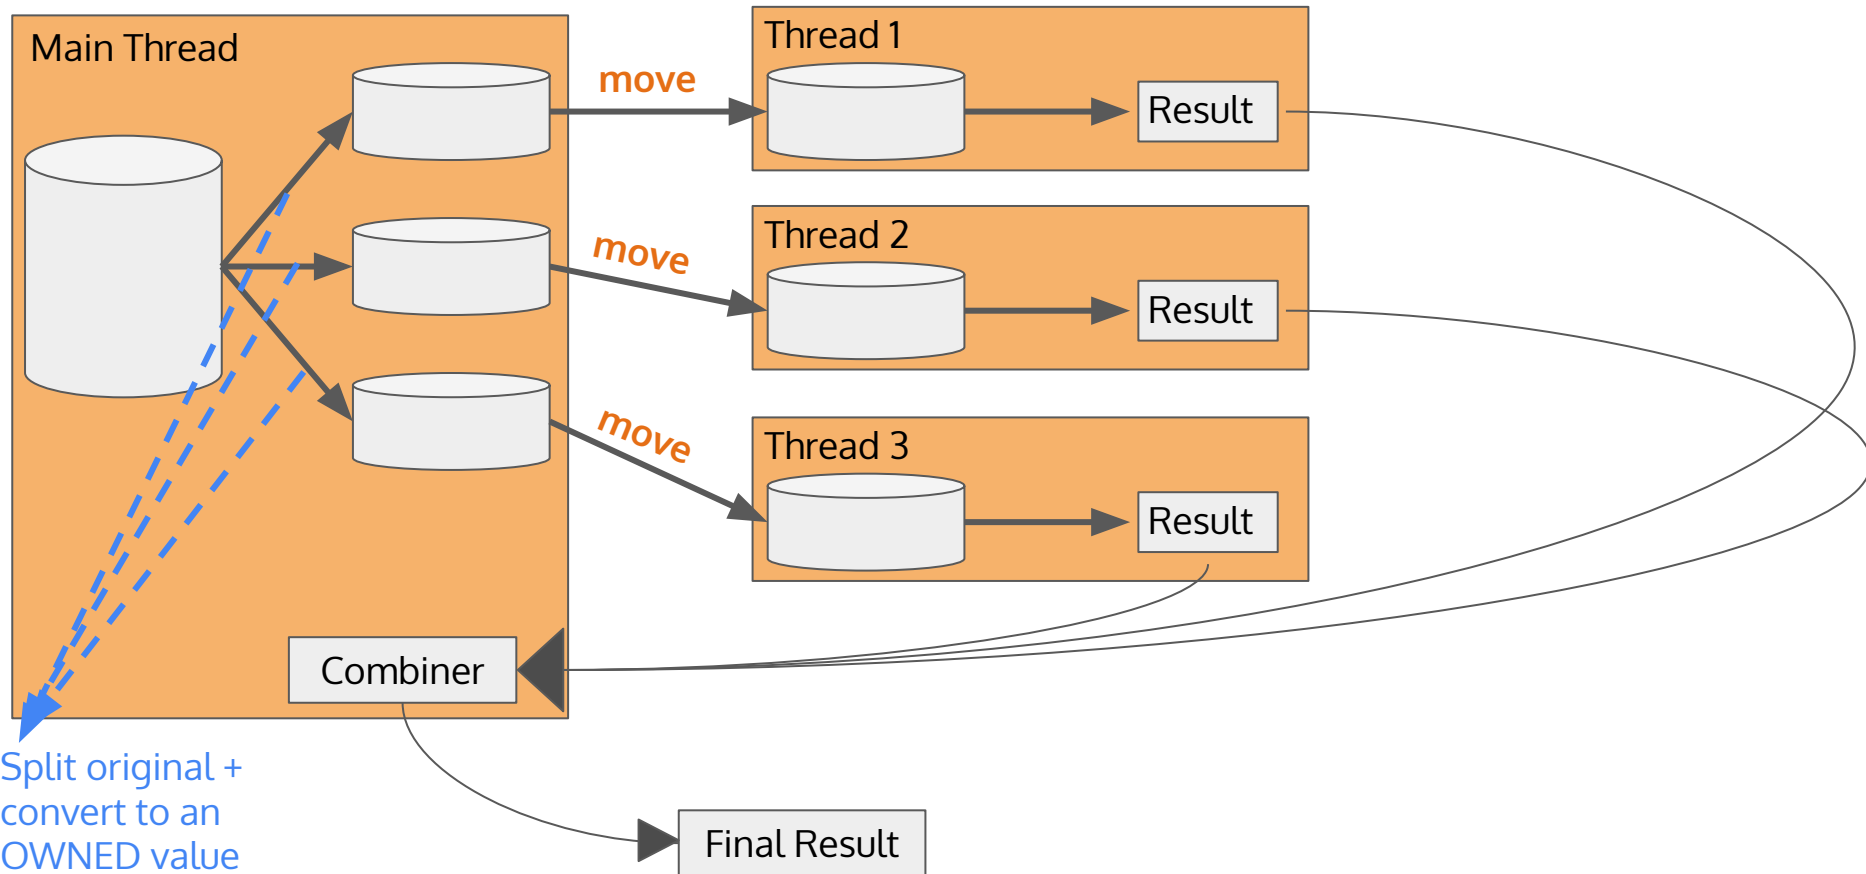 Main Thread
move
Thread 1
Result
move
Thread 2
Result
move
Thread 3
Result
Combiner
Split original +
convert to an
OWNED value
Final Result